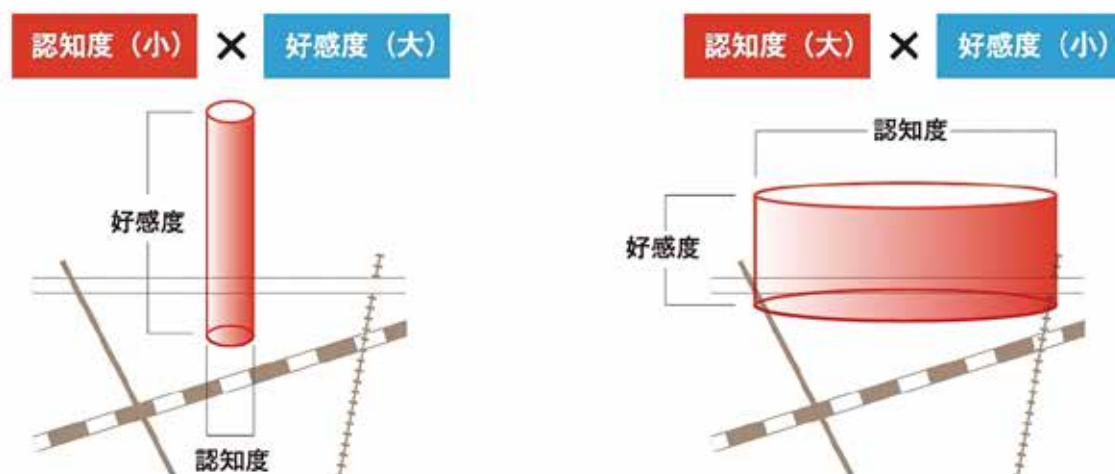 認知度（小） × 好感度（大）
好感度
認知度
認知度（大） × 好感度（小）
認知度
好感度